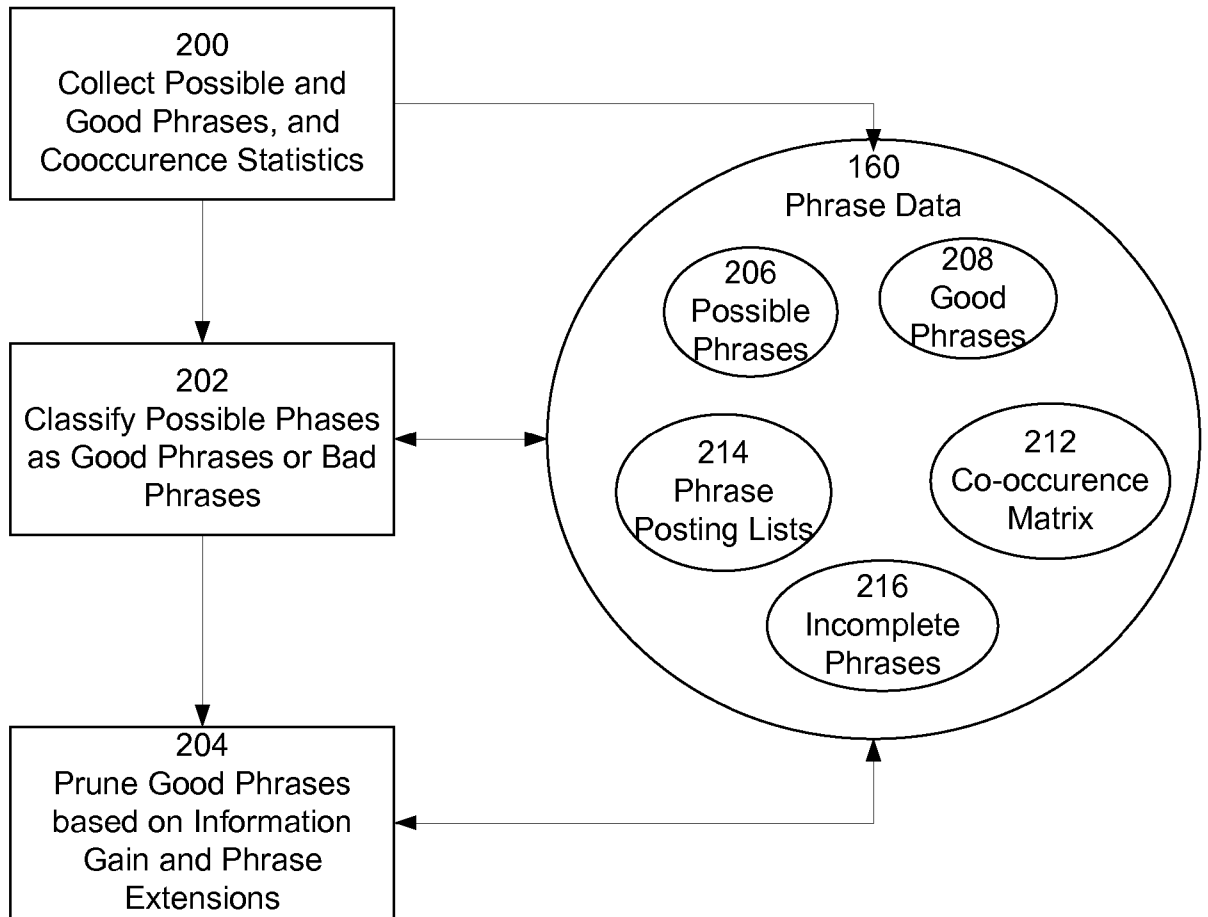 200
Collect Possible and
Good Phrases, and
Cooccurence Statistics
160
Phrase Data
206
Possible
Phrases
208
Good
Phrases
202
Classify Possible Phases
as Good Phrases or Bad
Phrases
214
Phrase
Posting Lists
212
Co-occurence
Matrix
216
Incomplete
Phrases
204
Prune Good Phrases
based on Information
Gain and Phrase
Extensions